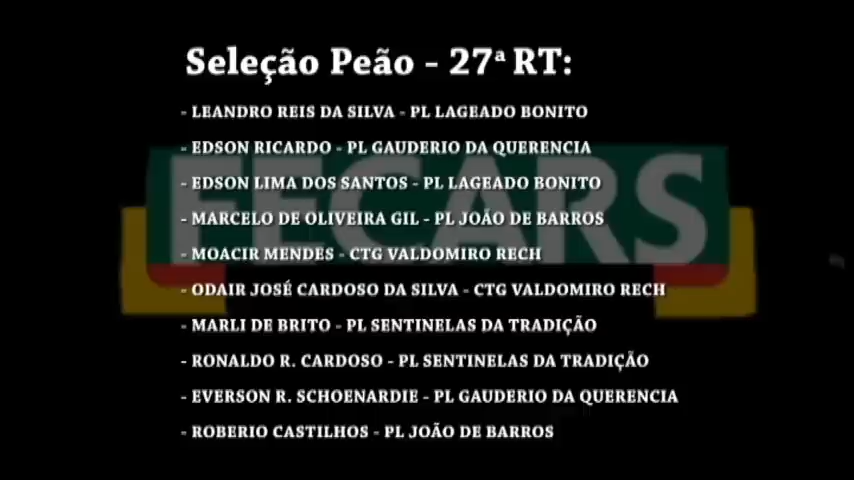 Seleção Peão - 27ª RT:
- LEANDRO REIS DA SILVA - PL LAGEADO BONITO
- EDSON RICARDO - PL GAUDERIO DA QUERENCIA
- EDSON LIMA DOS SANTOS - PL LAGEADO BONITO
- MARCELO DE OLIVEIRA GIL - PL JOÃO DE BARROS
- MOACIR MENDES - CTG VALDOMIRO RECH
- ODAIR JOSÉ CARDOSO DA SILVA - CTG VALDOMIRO RECH
- MARLI DE BRITO - PL SENTINELAS DA TRADIÇÃO
- RONALDO R. CARDOSO - PL SENTINELAS DA TRADIÇÃO
- EVERSON R. SCHOENARDIE - PL GAUDERIO DA QUERENCIA
- ROBERIO CASTILHOS - PL JOÃO DE BARROS
FECARS